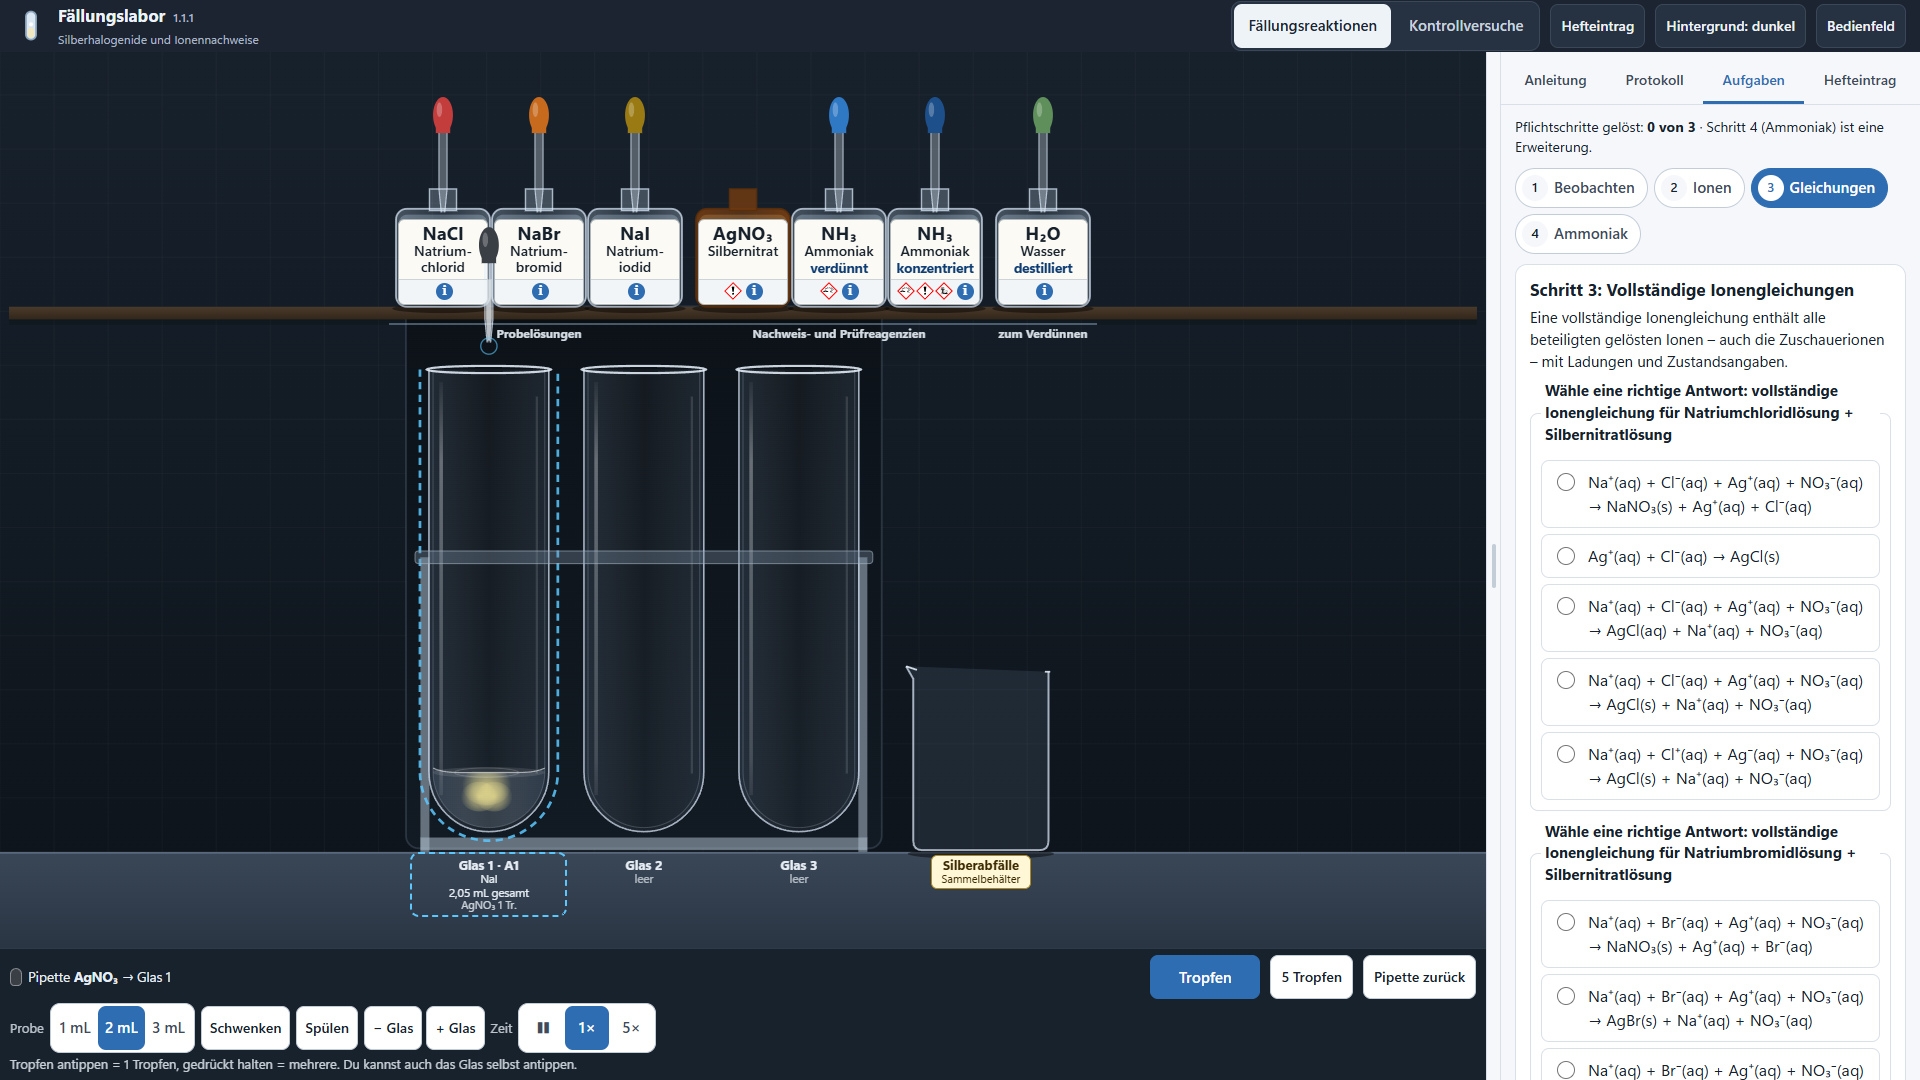 Fällungslabor 1.1.1
Silberhalogenide und Ionennachweise
Fällungsreaktionen
Kontrollversuche
Hefteintrag
Hintergrund: dunkel
Bedienfeld
NaCl
Natrium-
chlorid
i
NaBr
Natrium-
bromid
i
NaI
Natrium-
iodid
i
AgNO₃
Silbernitrat
i
NH₃
Ammoniak
verdünnt
i
NH₃
Ammoniak
konzentriert
i
H₂O
Wasser
destilliert
i
Probelösungen
Nachweis- und Prüfreagenzien
zum Verdünnen
Glas 1 · A1
NaI
2,05 mL gesamt
AgNO₃ 1 Tr.
Glas 2
leer
Glas 3
leer
Silberabfälle
Sammelbehälter
Pipette AgNO₃ → Glas 1
Tropfen
5 Tropfen
Pipette zurück
Probe
1 mL
2 mL
3 mL
Schwenken
Spülen
− Glas
+ Glas
Zeit
1×
5×
Tropfen antippen = 1 Tropfen, gedrückt halten = mehrere. Du kannst auch das Glas selbst antippen.
Anleitung
Protokoll
Aufgaben
Hefteintrag
Pflichtschritte gelöst: 0 von 3 · Schritt 4 (Ammoniak) ist eine
Erweiterung.
1 Beobachten
2 Ionen
3 Gleichungen
4 Ammoniak
Schritt 3: Vollständige Ionengleichungen
Eine vollständige Ionengleichung enthält alle
beteiligten gelösten Ionen – auch die Zuschauerionen
– mit Ladungen und Zustandsangaben.
Wähle eine richtige Antwort: vollständige
Ionengleichung für Natriumchloridlösung +
Silbernitratlösung
Na⁺(aq) + Cl⁻(aq) + Ag⁺(aq) + NO₃⁻(aq)
→ NaNO₃(s) + Ag⁺(aq) + Cl⁻(aq)
Ag⁺(aq) + Cl⁻(aq) → AgCl(s)
Na⁺(aq) + Cl⁻(aq) + Ag⁺(aq) + NO₃⁻(aq)
→ AgCl(aq) + Na⁺(aq) + NO₃⁻(aq)
Na⁺(aq) + Cl⁻(aq) + Ag⁺(aq) + NO₃⁻(aq)
→ AgCl(s) + Na⁺(aq) + NO₃⁻(aq)
Na⁺(aq) + Cl⁺(aq) + Ag⁻(aq) + NO₃⁻(aq)
→ AgCl(s) + Na⁺(aq) + NO₃⁻(aq)
Wähle eine richtige Antwort: vollständige
Ionengleichung für Natriumbromidlösung +
Silbernitratlösung
Na⁺(aq) + Br⁻(aq) + Ag⁺(aq) + NO₃⁻(aq)
→ NaNO₃(s) + Ag⁺(aq) + Br⁻(aq)
Na⁺(aq) + Br⁻(aq) + Ag⁺(aq) + NO₃⁻(aq)
→ AgBr(s) + Na⁺(aq) + NO₃⁻(aq)
Na⁺(aq) + Br⁻(aq) + Ag⁺(aq) + NO₃⁻(aq)